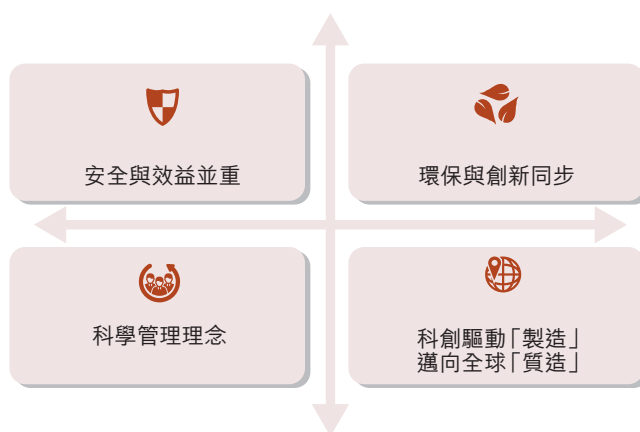 安全與效益並重
環保與創新同步
科學管理理念
科創驅動「製造」
邁向全球「質造」